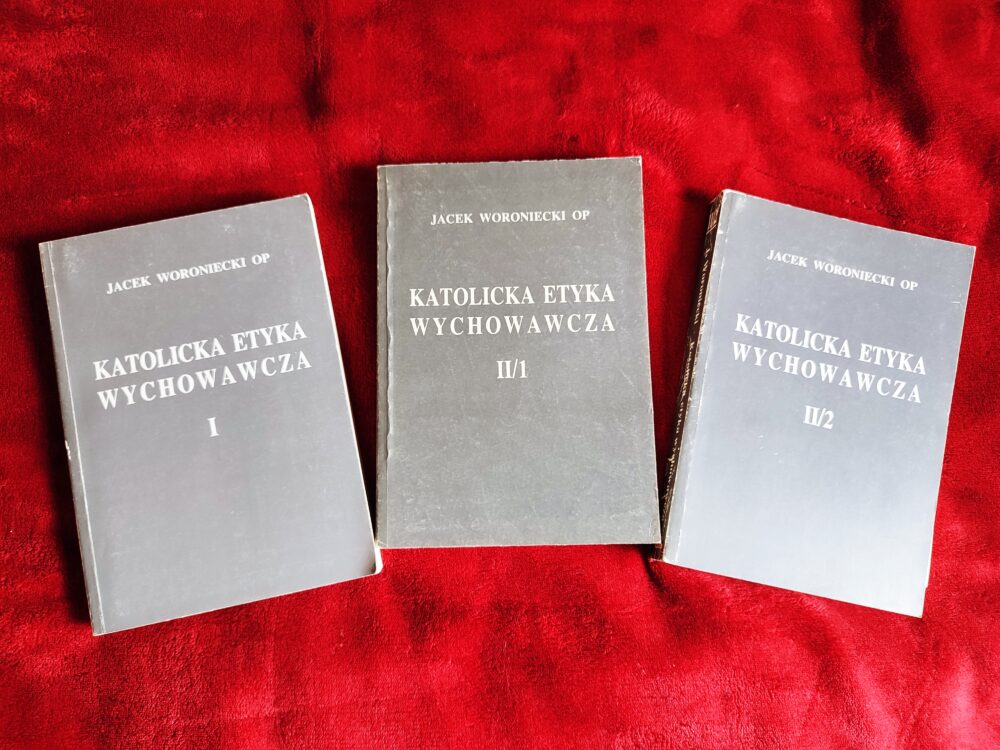 JACEK WORONIECKI OP
KATOLICKA ETYKA
WYCHOWAWCZA
I
JACEK WORONIECKI OP
KATOLICKA ETYKA
WYCHOWAWCZA
II/1
JACEK WORONIECKI OP
KATOLICKA ETYKA
WYCHOWAWCZA
II/2